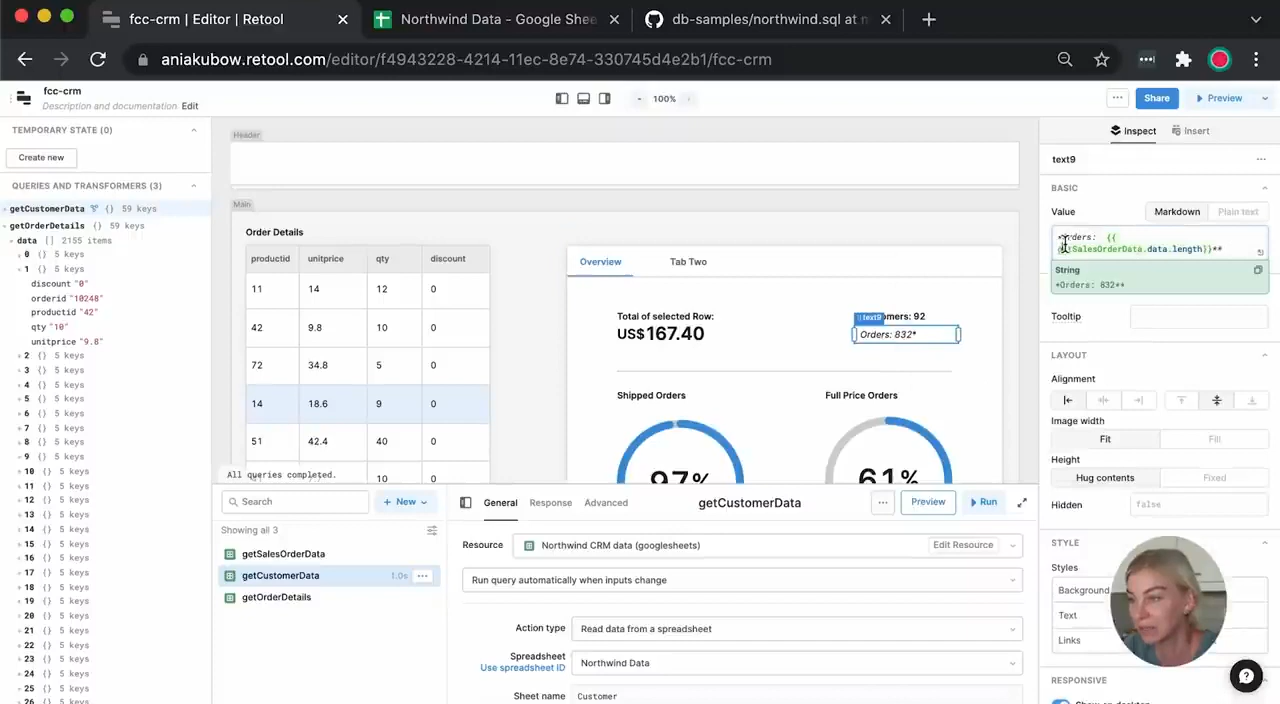 fcc-crm | Editor | Retool
Northwind Data - Google Shee
db-samples/northwind.sql at m
aniakubow.retool.com/editor/f4943228-4214-11ec-8e74-330745d4e2b1/fcc-crm
fcc-crm
Description and documentation Edit
100%
Share
Preview
TEMPORARY STATE (0)
Create new
QUERIES AND TRANSFORMERS (3)
getCustomerData {} 59 keys
getOrderDetails {} 59 keys
data [] 2155 items
0 {} 5 keys
1 {} 5 keys
discount "0"
orderid "10248"
productid "42"
qty "10"
unitprice "9.8"
2 {} 5 keys
3 {} 5 keys
4 {} 5 keys
5 {} 5 keys
6 {} 5 keys
7 {} 5 keys
8 {} 5 keys
9 {} 5 keys
10 {} 5 keys
11 {} 5 keys
12 {} 5 keys
13 {} 5 keys
14 {} 5 keys
15 {} 5 keys
16 {} 5 keys
17 {} 5 keys
18 {} 5 keys
19 {} 5 keys
20 {} 5 keys
21 {} 5 keys
22 {} 5 keys
23 {} 5 keys
24 {} 5 keys
25 {} 5 keys
26 {} 5 keys
Header
Main
Order Details
productid unitprice qty discount
11 14 12 0
42 9.8 10 0
72 34.8 5 0
14 18.6 9 0
51 42.4 40 0
10 0
All queries completed.
Overview
Tab Two
Total of selected Row:
US$167.40
omers: 92
text9
Orders: 832*
Shipped Orders
Full Price Orders
97%
61%
Search
+ New
Showing all 3
getSalesOrderData
getCustomerData 1.0s
getOrderDetails
General
Response
Advanced
getCustomerData
Preview
Run
Resource
Northwind CRM data (googlesheets)
Edit Resource
Run query automatically when inputs change
Action type
Read data from a spreadsheet
Spreadsheet
Use spreadsheet ID
Northwind Data
Sheet name
Customer
Inspect
Insert
text9
BASIC
Value
Markdown
Plain text
*Orders: {{
getSalesOrderData.data.length}}**
String
*Orders: 832**
Tooltip
LAYOUT
Alignment
Image width
Fit
Fill
Height
Hug contents
Fixed
Hidden
false
STYLE
Styles
Background
Text
Links
RESPONSIVE
Show on desktop